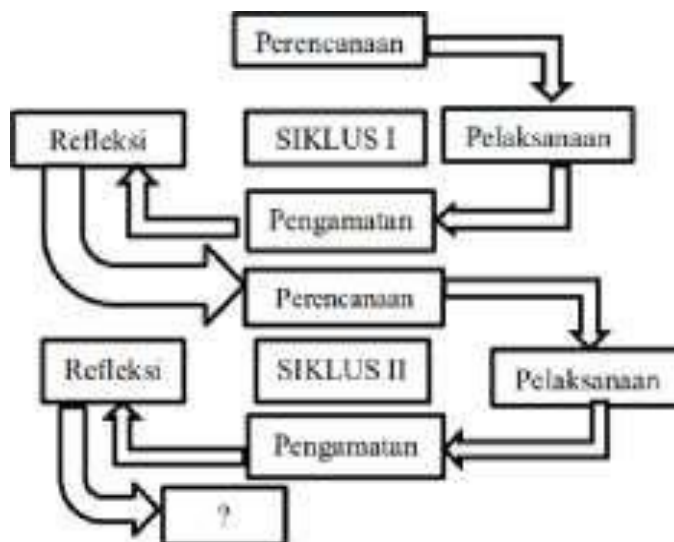 Perencanaan
Refleksi
SIKLUS I
Pelaksanaan
Pengamatan
Perencanaan
Refleksi
SIKLUS II
Pelaksanaan
Pengamatan
?